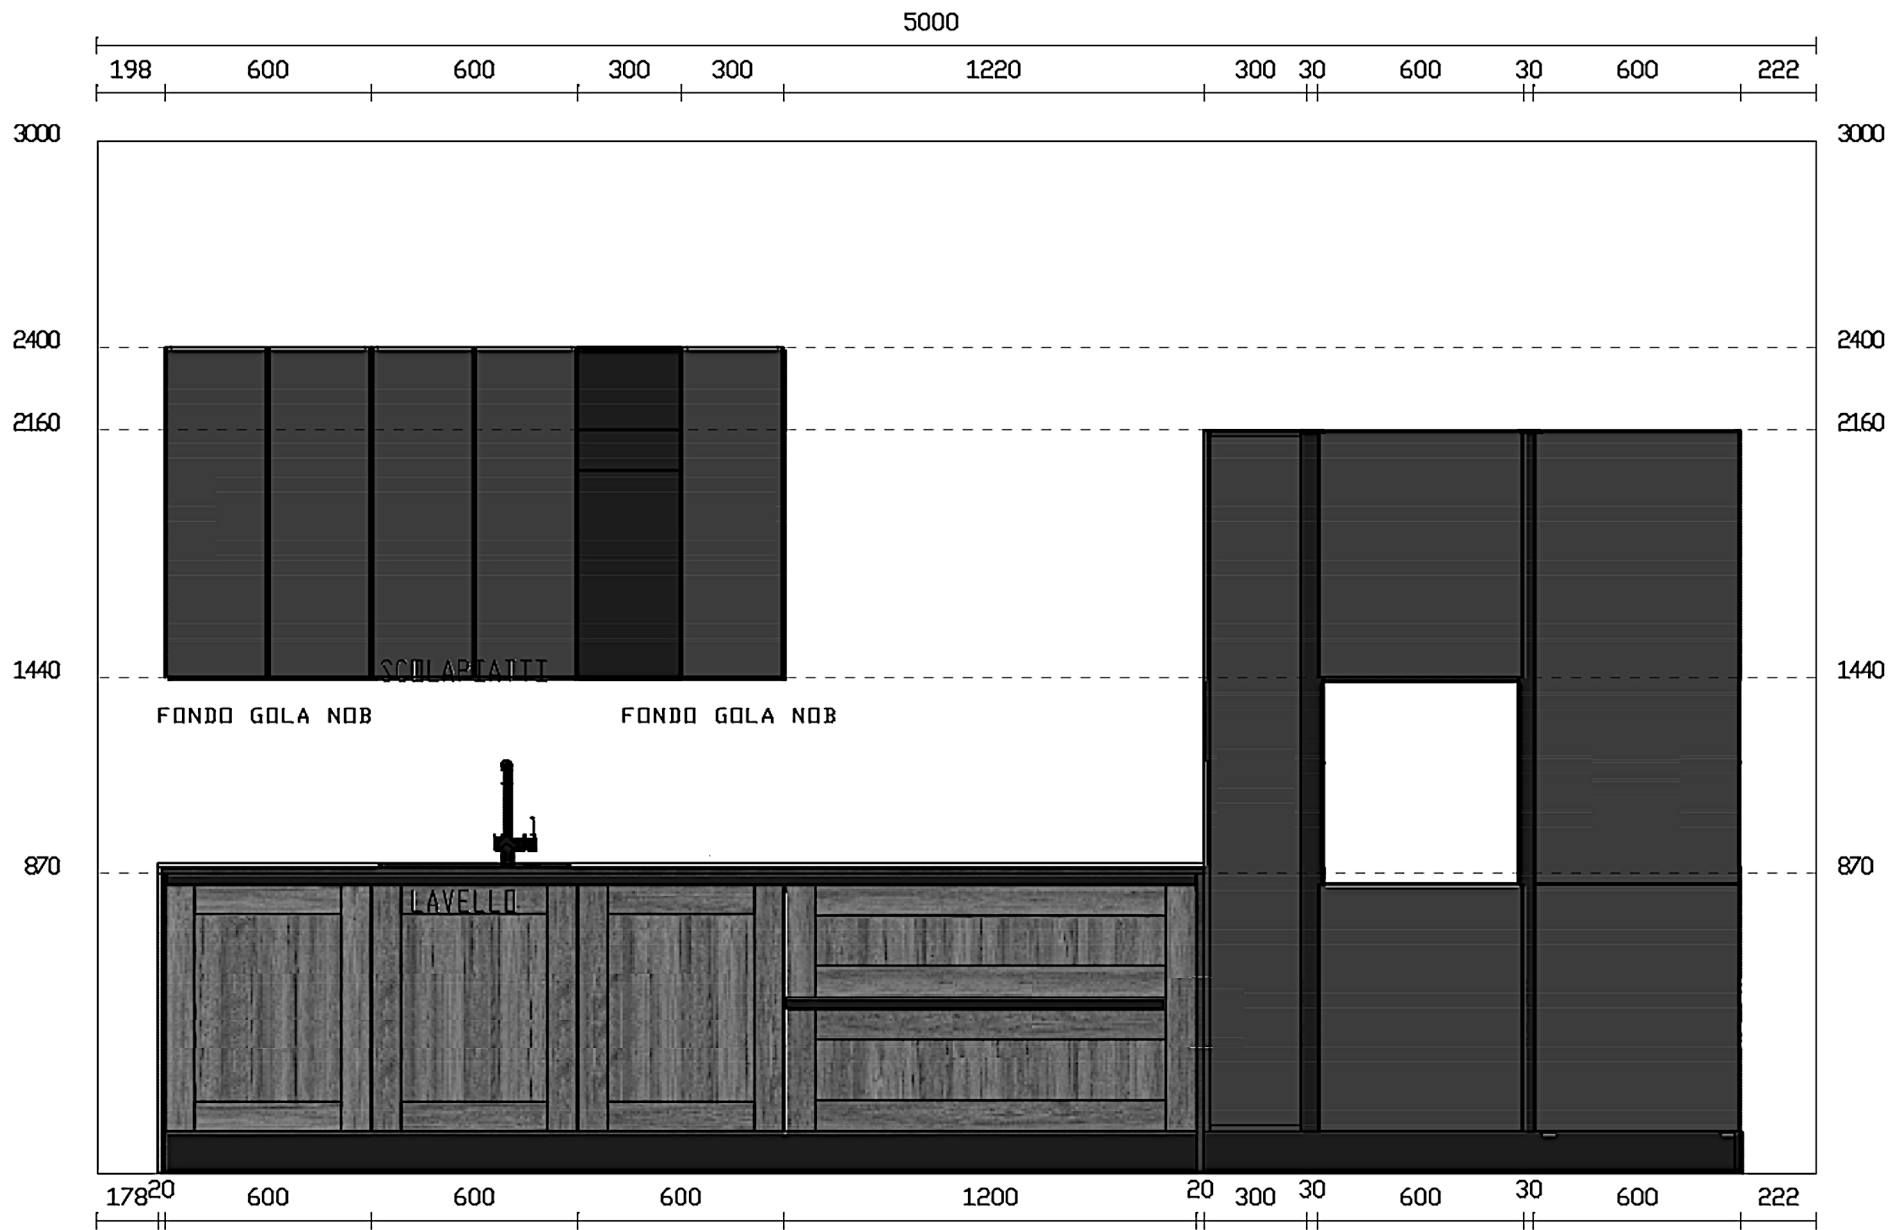 5000
198 600 600 300 300 1220 300 30 600 30 600 222
3000 3000
2400 2400
2160 2160
1440 SCOLAPIATTI 1440
FONDO GOLA NOB FONDO GOLA NOB
870 870
LAVELLO
178 20 600 600 600 1200 20 300 30 600 30 600 222